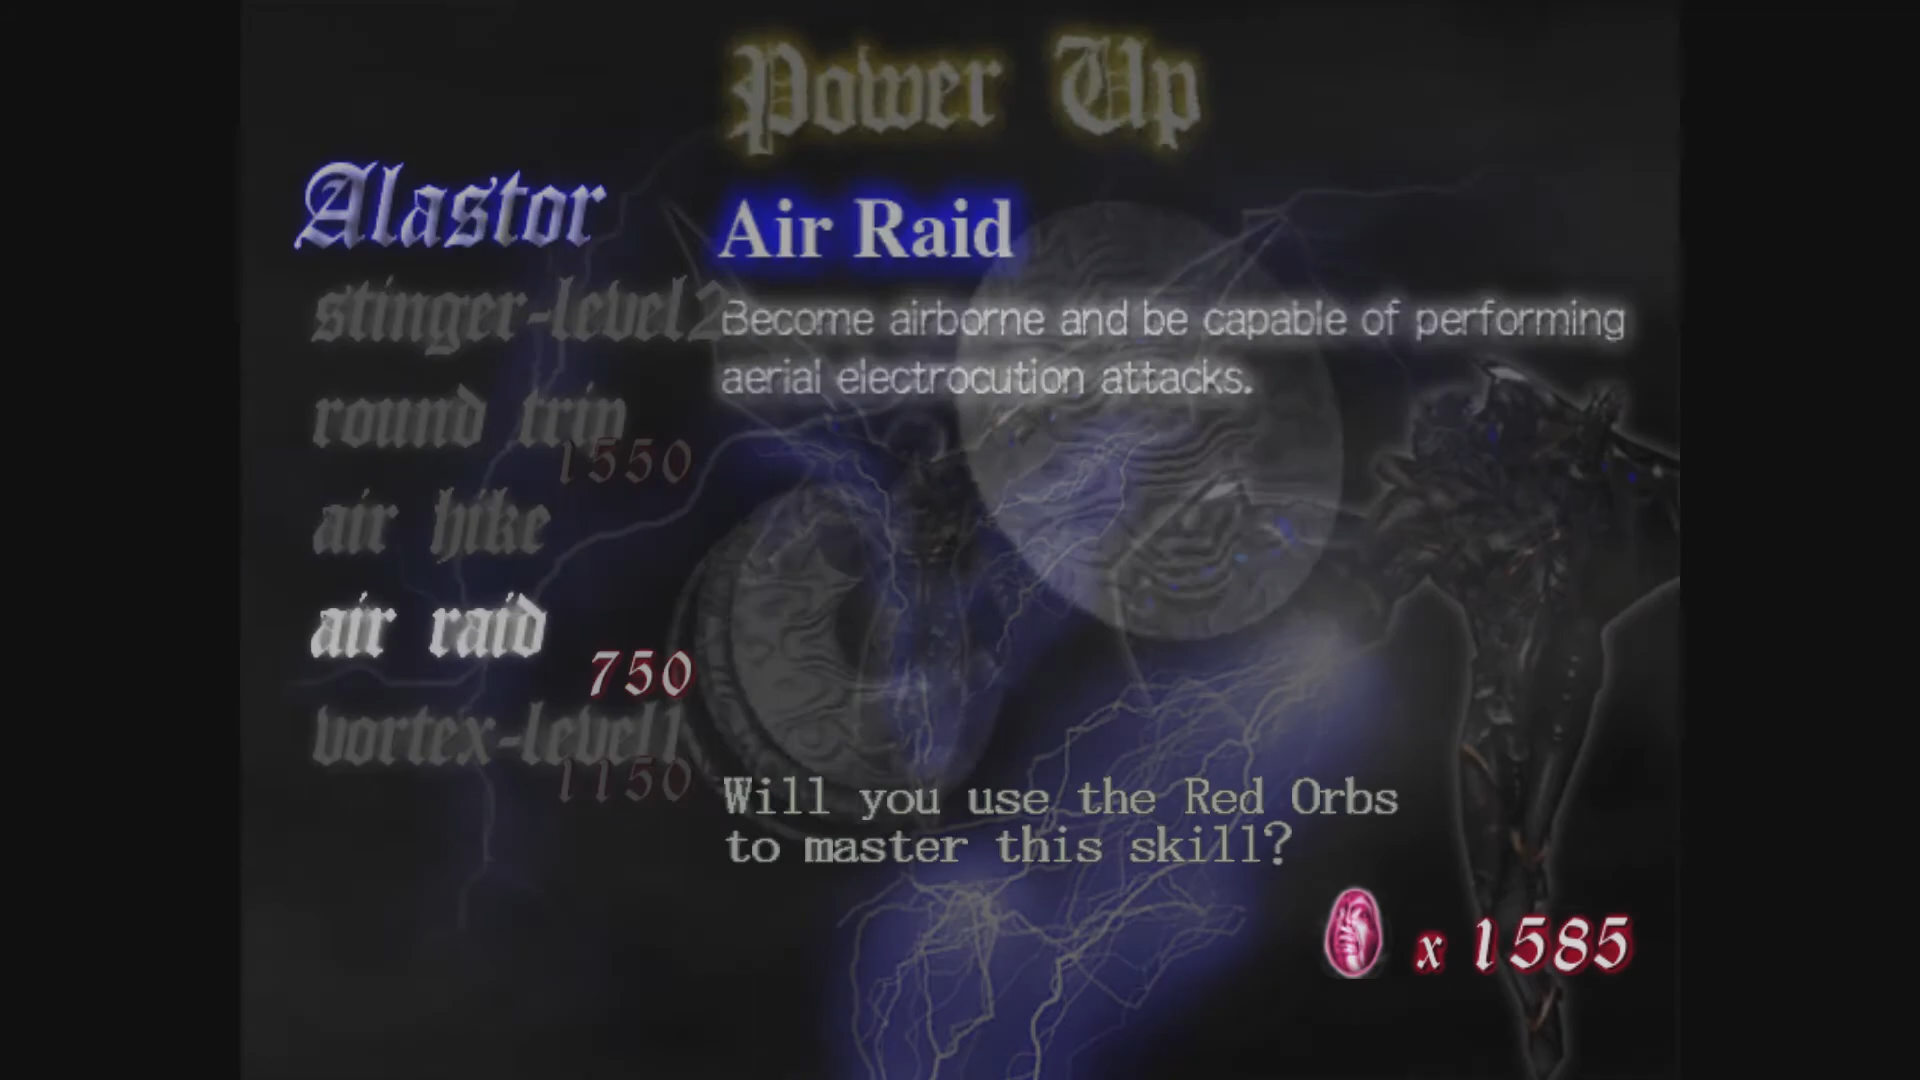 Power Up
Alastor
stinger-level2
round trip
1550
air hike
air raid
750
vortex-level1
1150
Air Raid
Become airborne and be capable of performing
aerial electrocution attacks.
Will you use the Red Orbs
to master this skill?
x 1585